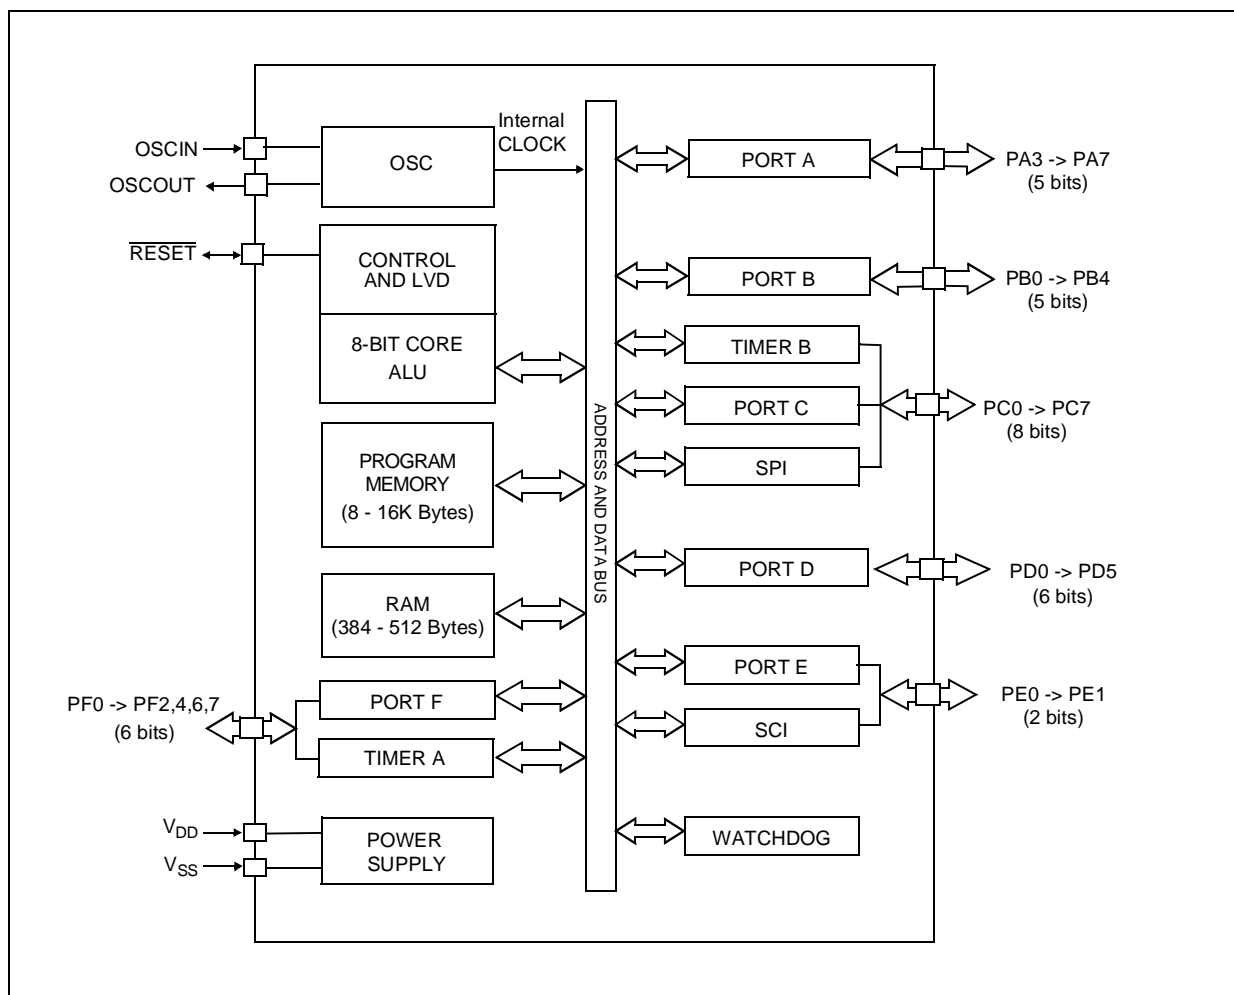 OSCIN
OSCOUT
RESET
OSC
Internal
CLOCK
CONTROL
AND LVD
8-BIT CORE
ALU
PROGRAM
MEMORY
(8 - 16K Bytes)
RAM
(384 - 512 Bytes)
PF0 -> PF2,4,6,7
(6 bits)
PORT F
TIMER A
VDD
VSS
POWER
SUPPLY
ADDRESS AND DATA BUS
PORT A
PA3 -> PA7
(5 bits)
PORT B
PB0 -> PB4
(5 bits)
TIMER B
PORT C
SPI
PC0 -> PC7
(8 bits)
PORT D
PD0 -> PD5
(6 bits)
PORT E
SCI
PE0 -> PE1
(2 bits)
WATCHDOG